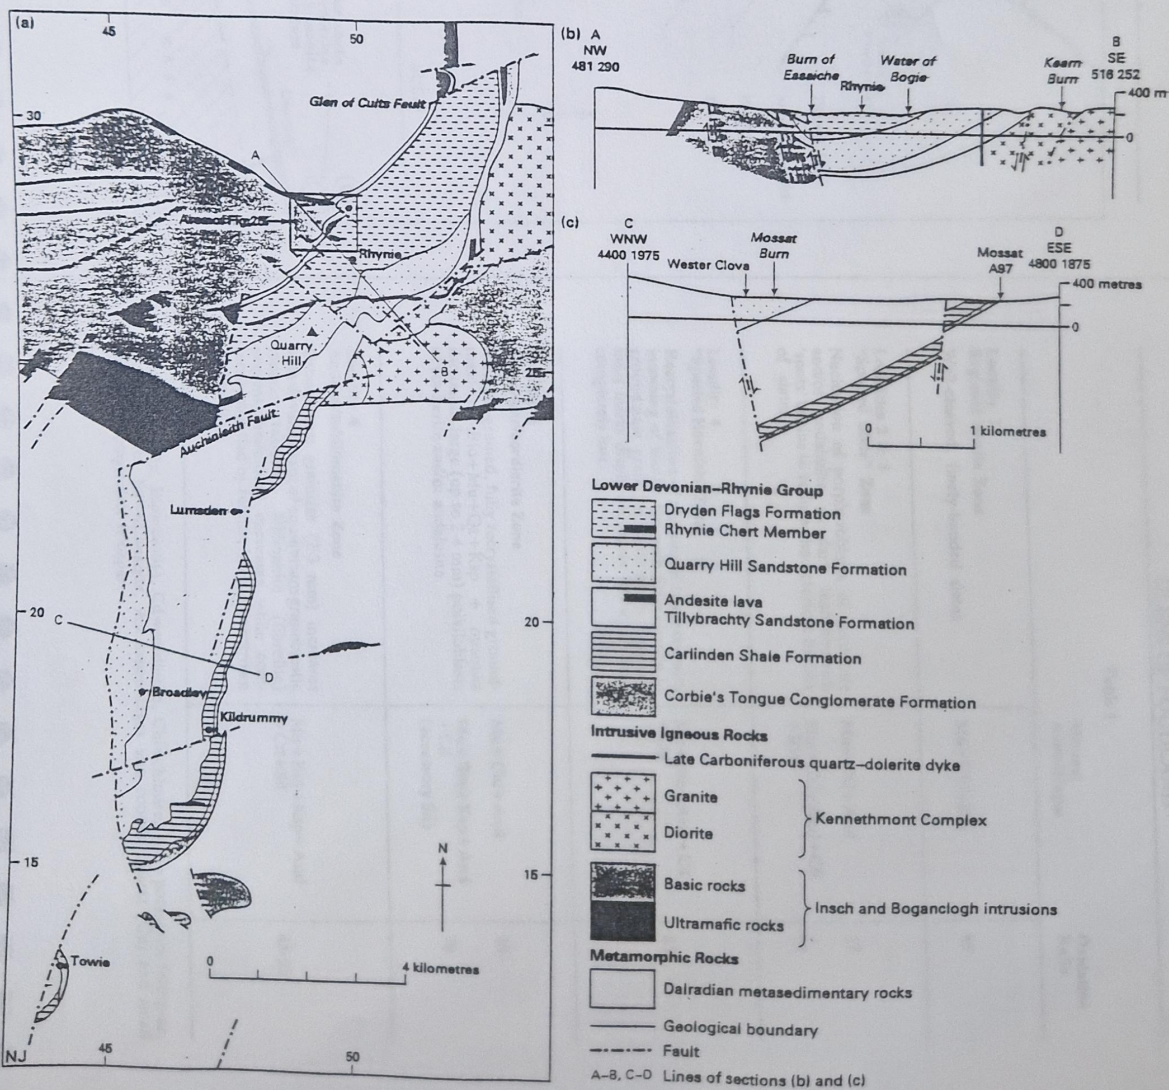 (a)
45
50
Glen of Cults Fault
30
A
Rhynie
Quarry
Hill
B
25
Auchinleith Fault
Lumsden
20
20
C
D
Broadley
Kildrummy
N
15
15
Towie
0
4 kilometres
NJ
45
50
(b)
A
NW
481 290
Burn of
Essaiche
Rhynie
Water of
Bogie
Kearn
Burn
B
SE
516 252
400 m
0
(c)
C
WNW
4400 1975
Wester Clova
Mossat
Burn
Mossat
A97
D
ESE
4800 1875
400 metres
0
0
1 kilometres
Lower Devonian–Rhynie Group
Dryden Flags Formation
Rhynie Chert Member
Quarry Hill Sandstone Formation
Andesite lava
Tillybrachty Sandstone Formation
Carlinden Shale Formation
Corbie's Tongue Conglomerate Formation
Intrusive Igneous Rocks
Late Carboniferous quartz–dolerite dyke
Granite
Diorite
Kennethmont Complex
Basic rocks
Ultramafic rocks
Insch and Boganclogh intrusions
Metamorphic Rocks
Dalradian metasedimentary rocks
Geological boundary
Fault
A–B, C–D Lines of sections (b) and (c)